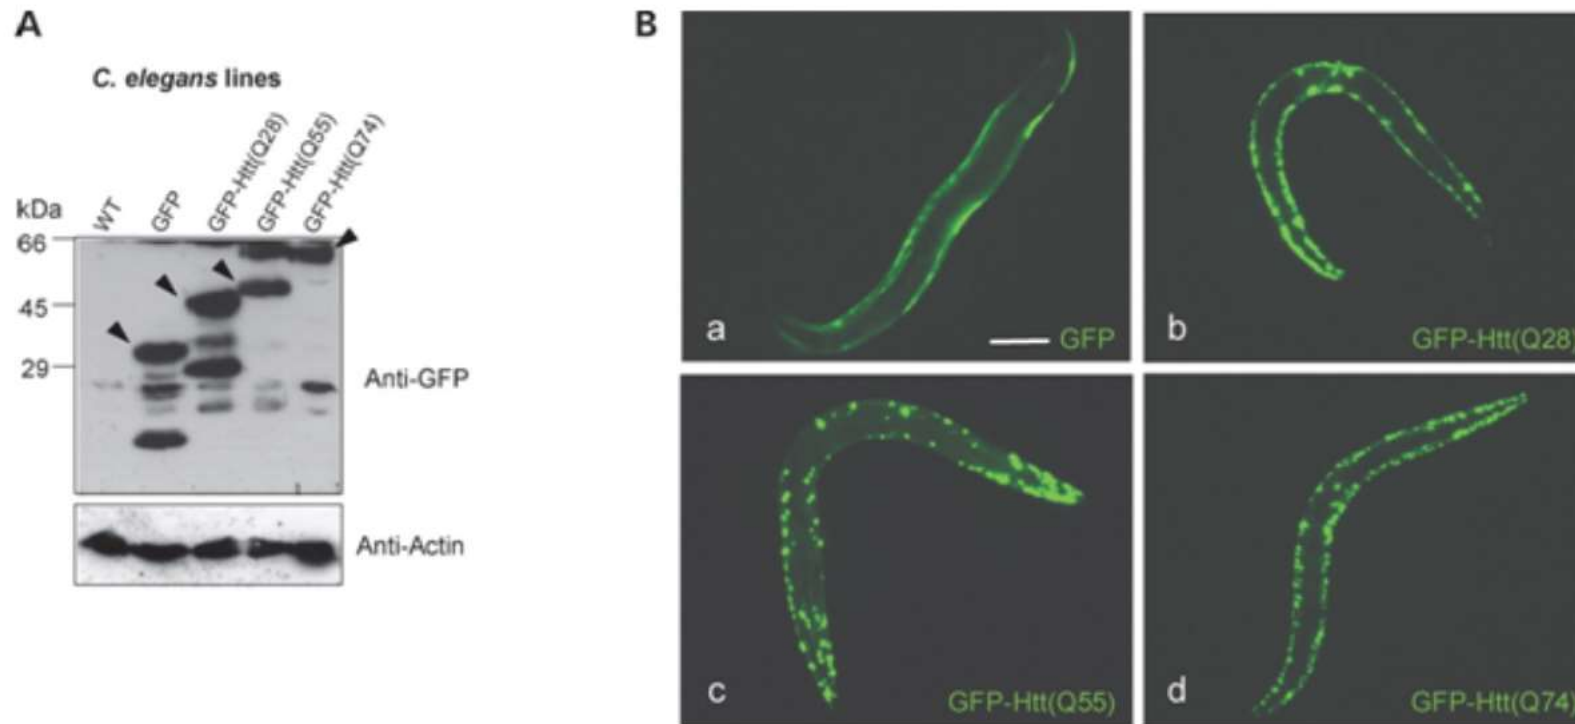 A
C. elegans lines
kDa
WT
GFP
GFP-Htt(Q28)
GFP-Htt(Q55)
GFP-Htt(Q74)
66
45
29
Anti-GFP
Anti-Actin
B
a
GFP
b
GFP-Htt(Q28)
c
GFP-Htt(Q55)
d
GFP-Htt(Q74)